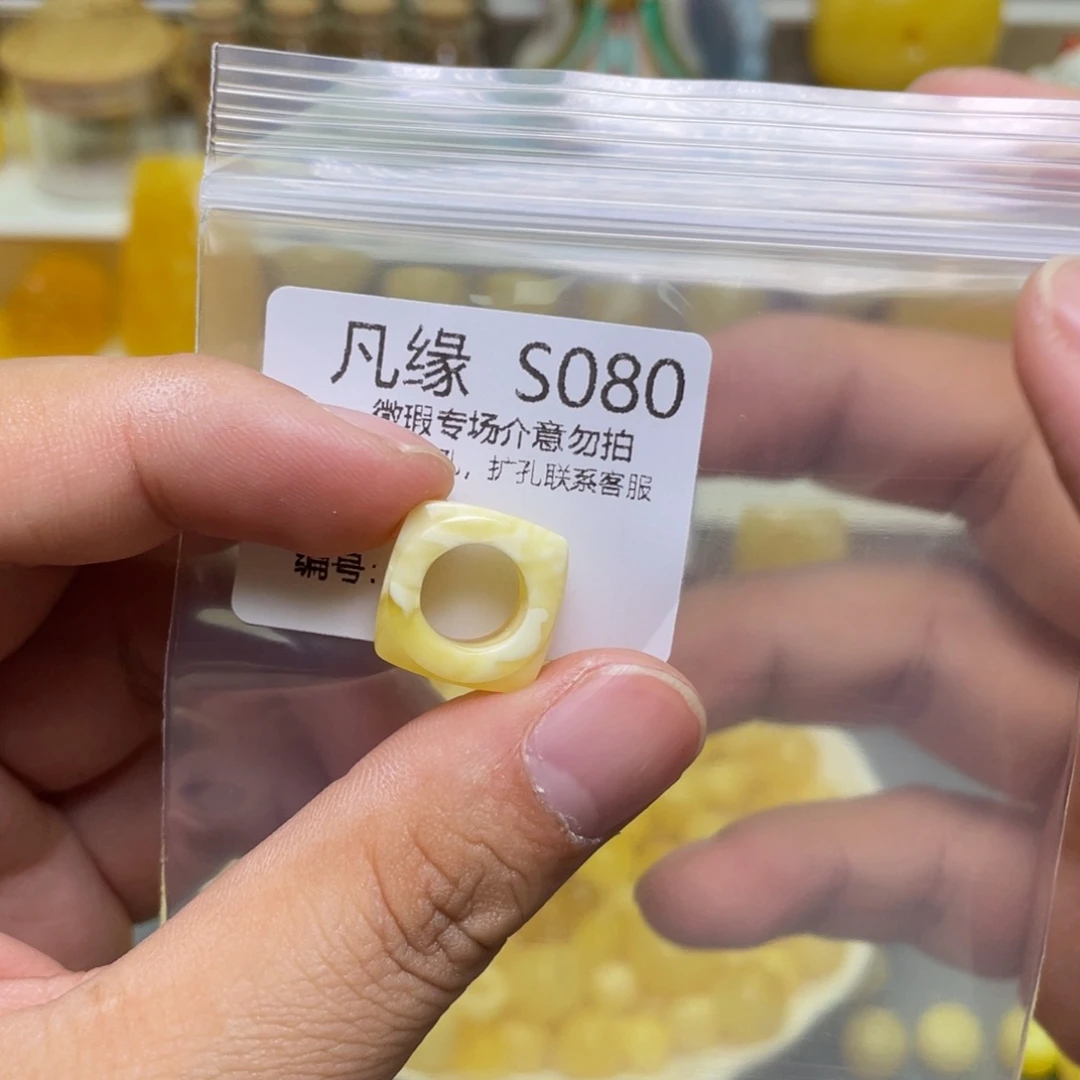 凡缘 S080
微瑕专场介意勿拍
孔，扩孔联系客服
编号：